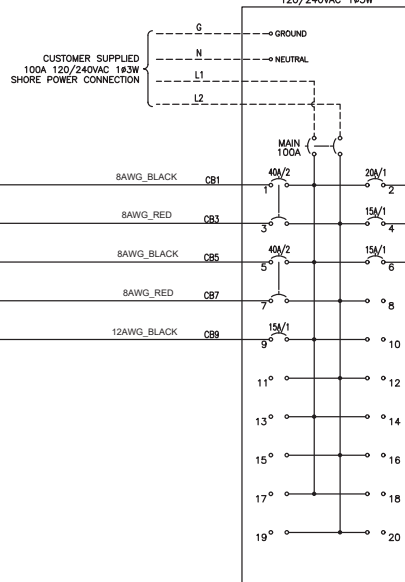 120/240VAC 1ø3W
G
GROUND
N
NEUTRAL
CUSTOMER SUPPLIED
100A 120/240VAC 1ø3W
SHORE POWER CONNECTION
L1
L2
MAIN
100A
8AWG_BLACK CB1 40A/2 1 20A/1 2
8AWG_RED CB3 3 15A/1 4
8AWG_BLACK CB5 40A/2 5 15A/1 6
8AWG_RED CB7 7 8
12AWG_BLACK CB9 15A/1 9 10
11 12
13 14
15 16
17 18
19 20